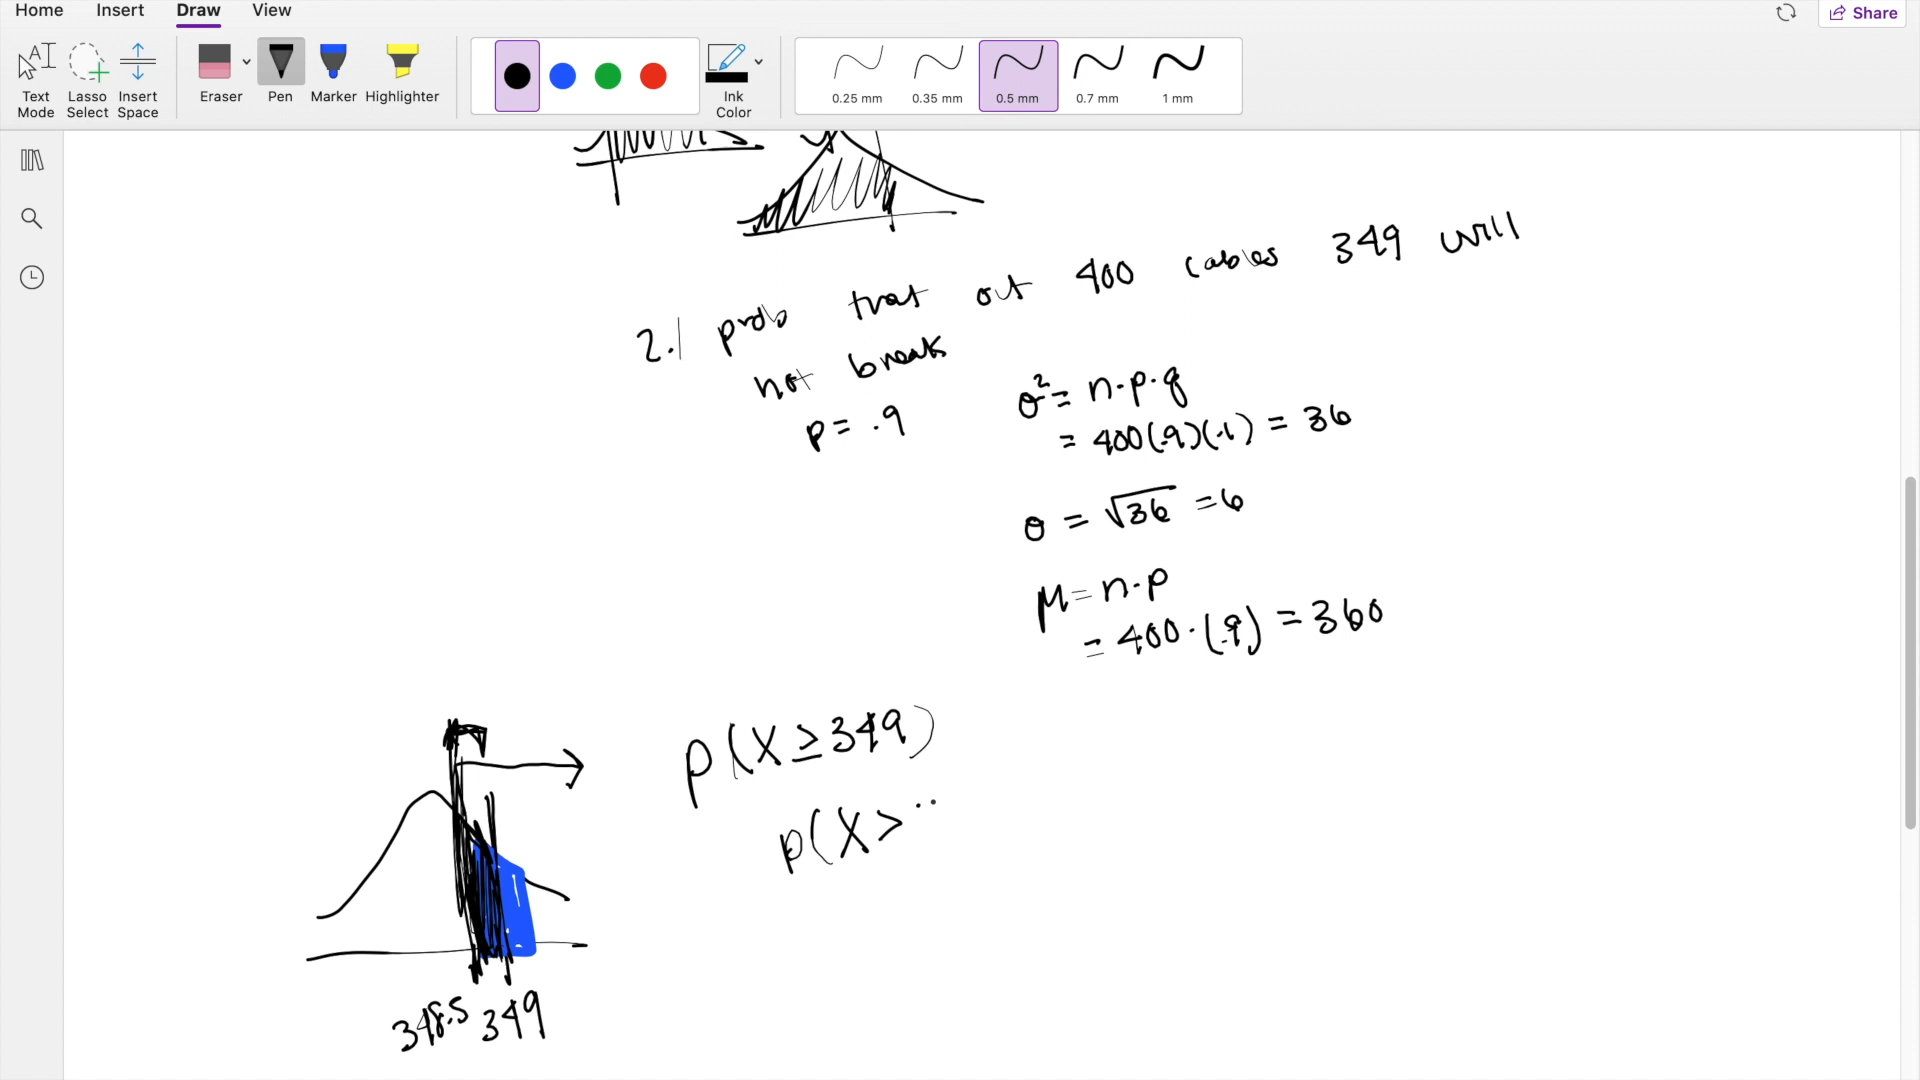 Home Insert Draw View Share
Text Mode
Lasso Select
Insert Space
Eraser
Pen
Marker
Highlighter
Ink Color
0.25 mm
0.35 mm
0.5 mm
0.7 mm
1 mm
2.) prob that out 400 cables 349 will
not break
p = .9
σ² = n·p·q
= 400(.9)(.1) = 36
σ = √36 = 6
μ = n·p
= 400·(.9) = 360
p(X ≥ 349)
p(X >
348.5 349